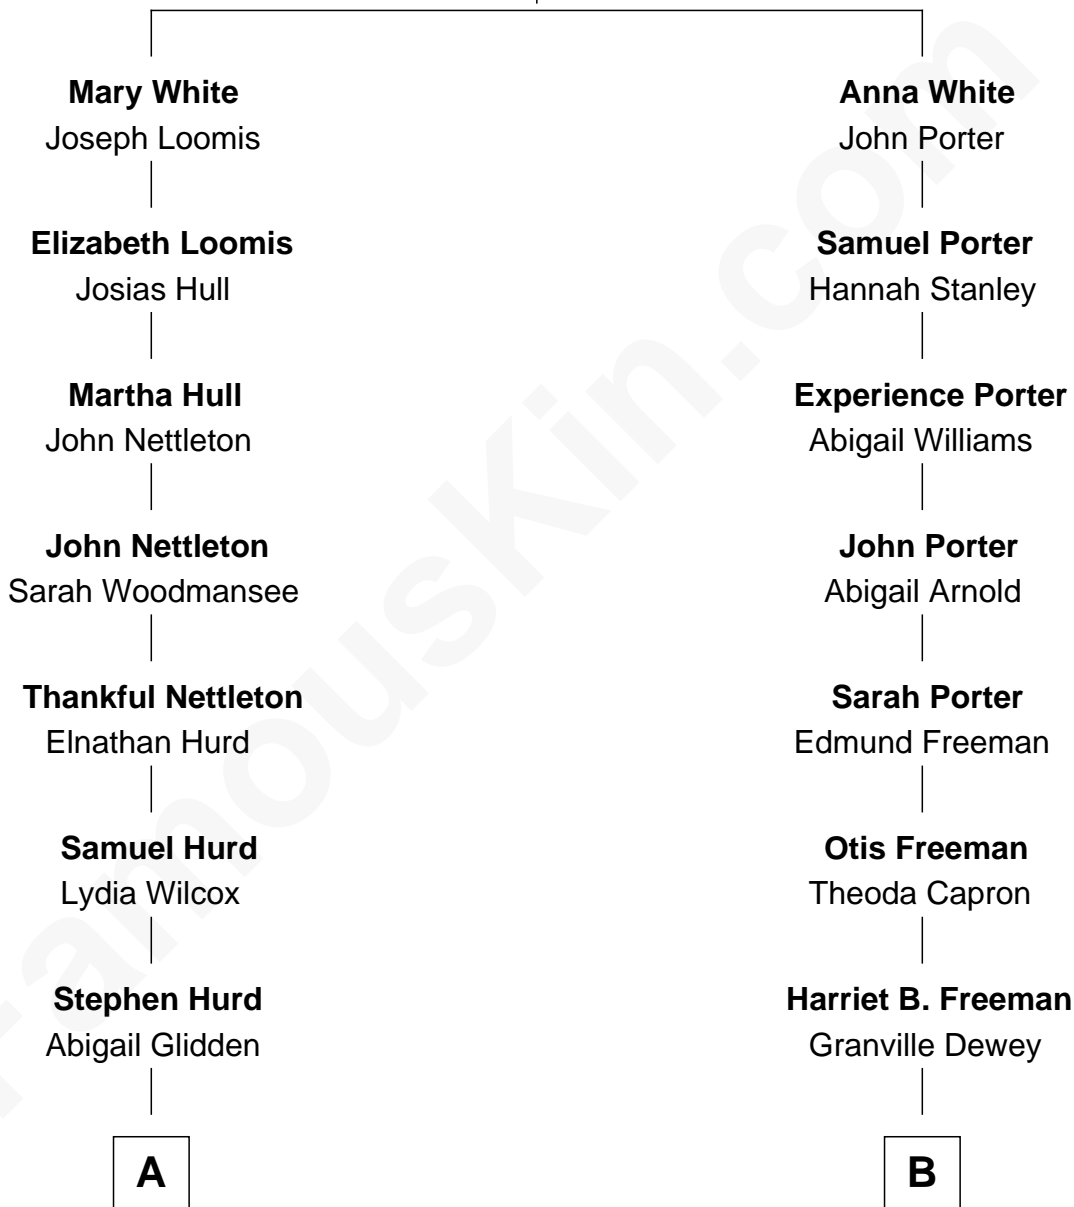 Mary White
Joseph Loomis
Elizabeth Loomis
Josias Hull
Martha Hull
John Nettleton
John Nettleton
Sarah Woodmansee
Thankful Nettleton
Elnathan Hurd
Samuel Hurd
Lydia Wilcox
Stephen Hurd
Abigail Glidden
A
Anna White
John Porter
Samuel Porter
Hannah Stanley
Experience Porter
Abigail Williams
John Porter
Abigail Arnold
Sarah Porter
Edmund Freeman
Otis Freeman
Theoda Capron
Harriet B. Freeman
Granville Dewey
B
FamousKin.com